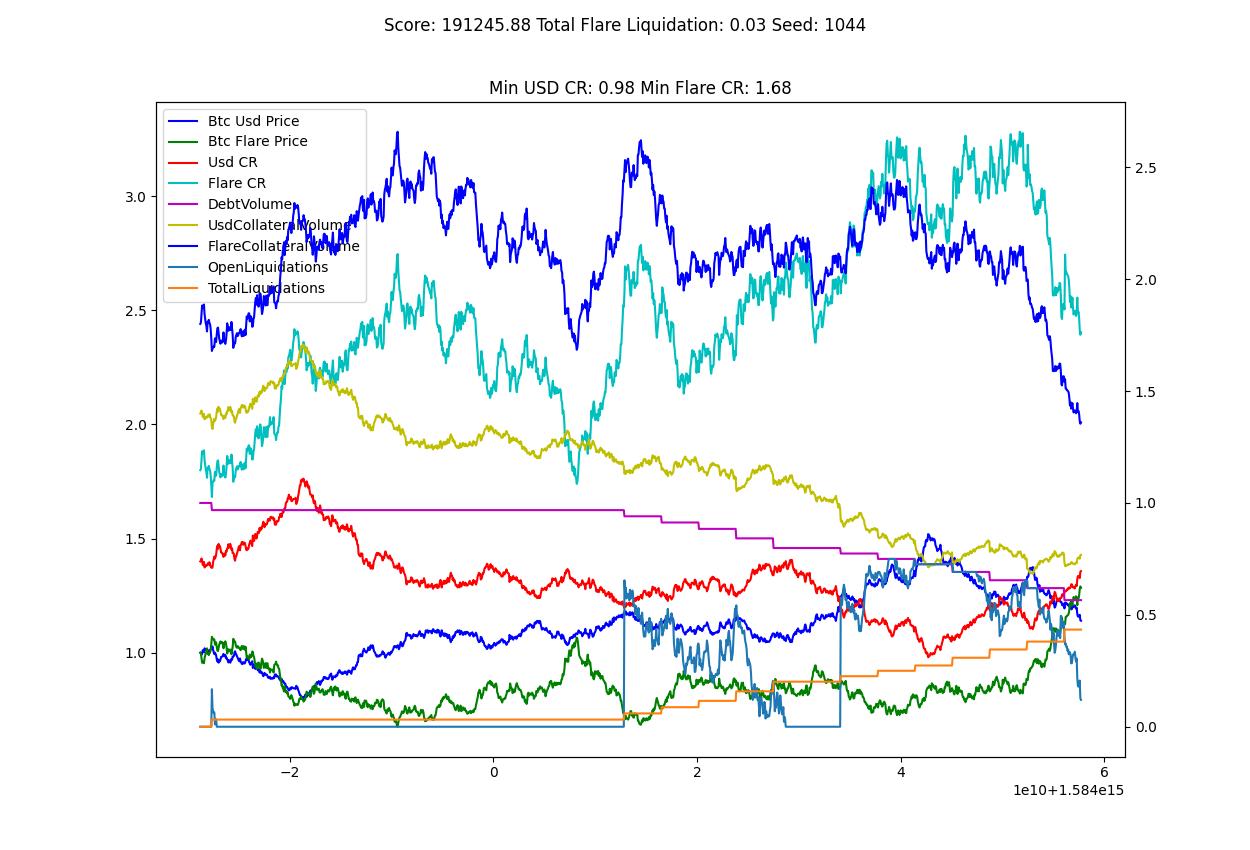 Score: 191245.88 Total Flare Liquidation: 0.03 Seed: 1044
Min USD CR: 0.98 Min Flare CR: 1.68
Btc Usd Price
Btc Flare Price
Usd CR
Flare CR
DebtVolume
UsdCollateralVolume
FlareCollateralVolume
OpenLiquidations
TotalLiquidations
3.0
2.5
2.0
1.5
1.0
2.5
2.0
1.5
1.0
0.5
0.0
−2
0
2
4
6
1e10+1.584e15